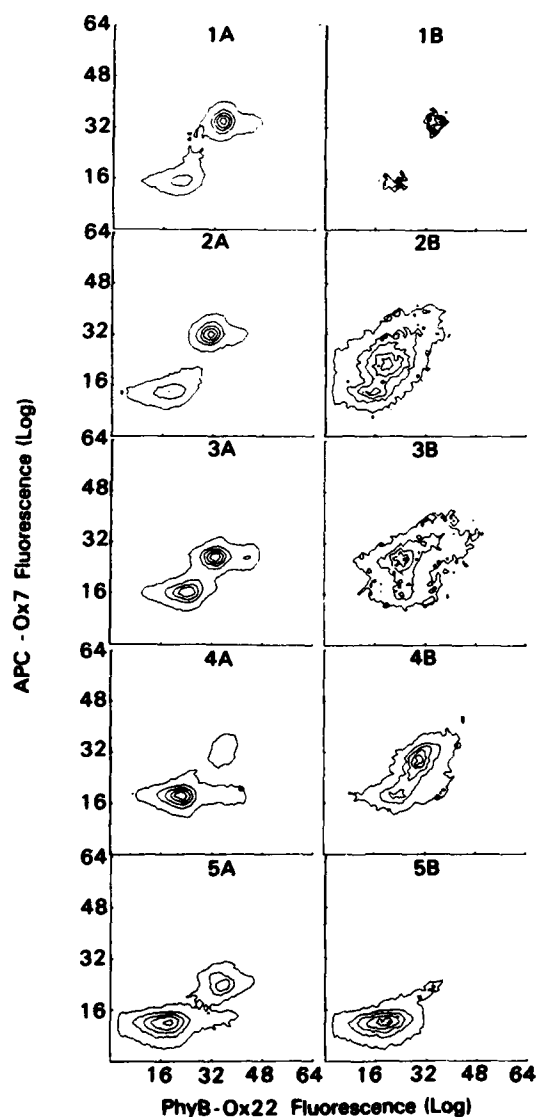 64
1A
1B
48
32
16
64
2A
2B
48
32
16
64
3A
3B
48
32
16
64
4A
4B
48
32
16
64
5A
5B
48
32
16
16 32 48 64 16 32 48 64
APC - Ox7 Fluorescence (Log)
PhyB-Ox22 Fluorescence (Log)